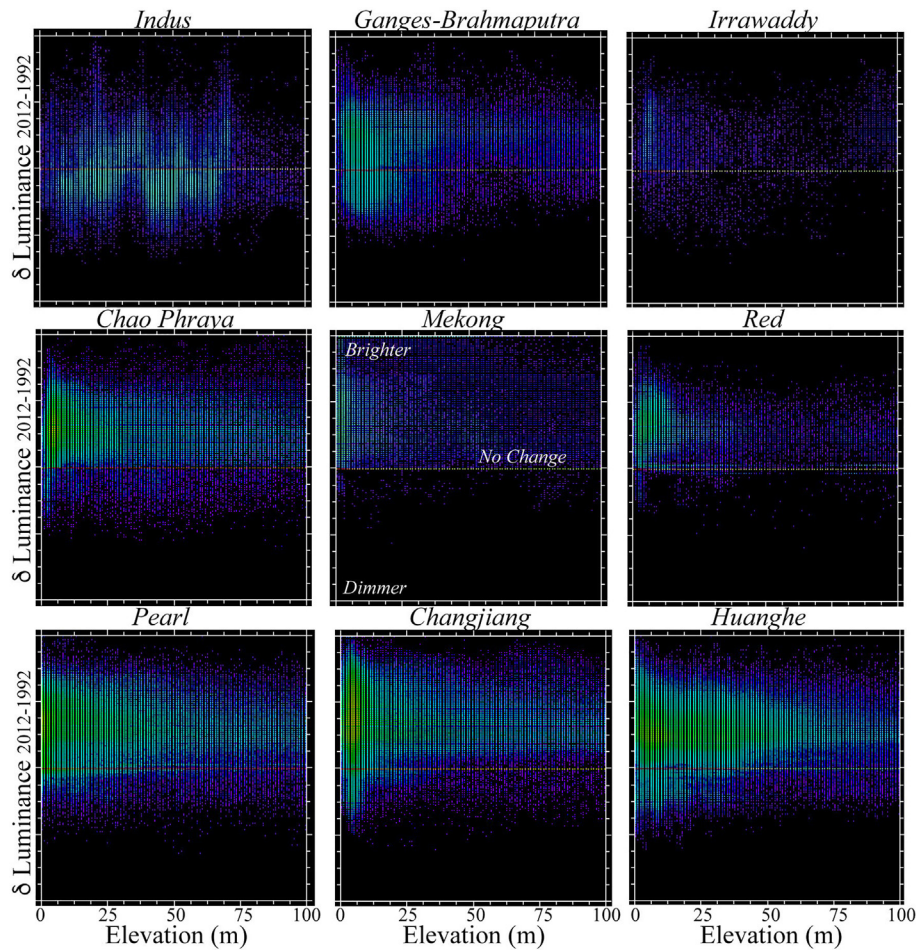 Indus
Ganges-Brahmaputra
Irrawaddy
δ Luminance 2012-1992
Chao Phraya
Mekong
Red
δ Luminance 2012-1992
Brighter
No Change
Dimmer
Pearl
Changjiang
Huanghe
δ Luminance 2012-1992
0 25 50 75 100
0 25 50 75 100
0 25 50 75 100
Elevation (m)
Elevation (m)
Elevation (m)